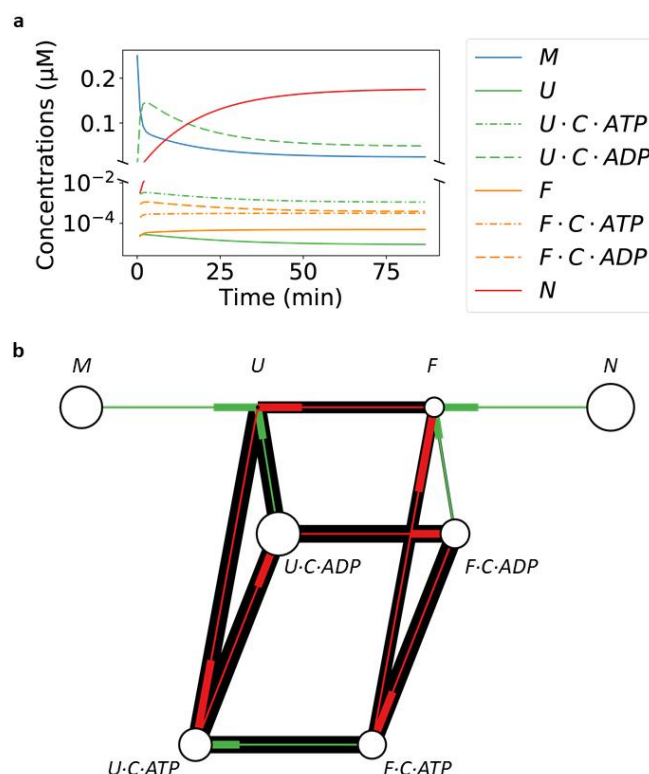 a
Concentrations (μM)
0.2
0.1
10⁻²
10⁻⁴
0 25 50 75
Time (min)
M
U
U·C·ATP
U·C·ADP
F
F·C·ATP
F·C·ADP
N
b
M U F N
U·C·ADP F·C·ADP
U·C·ATP F·C·ATP